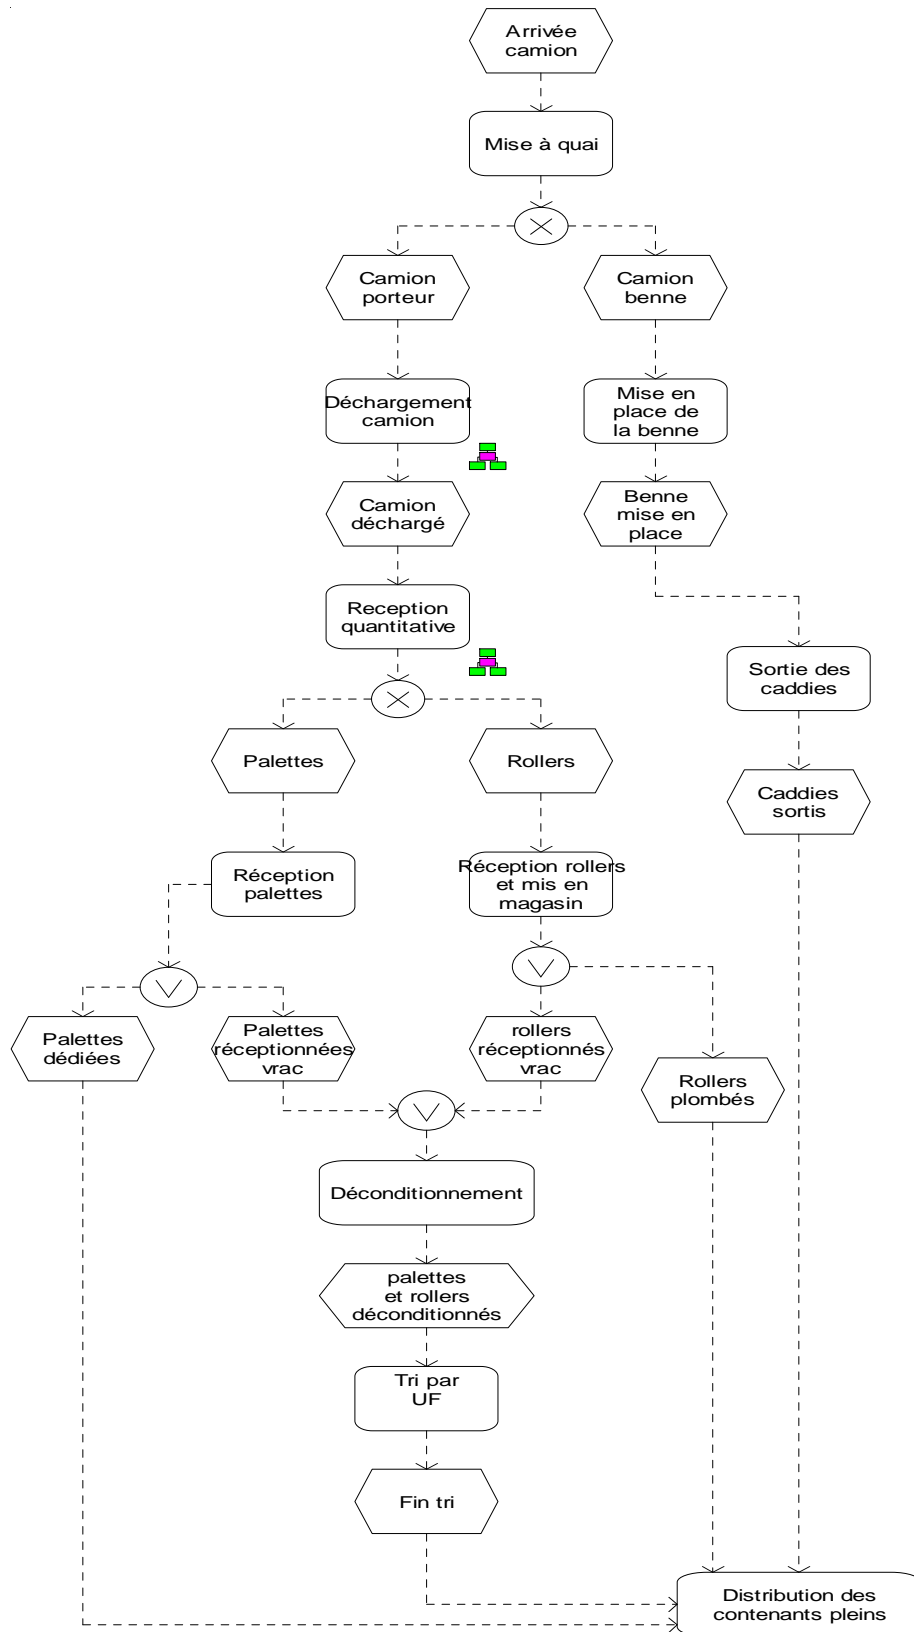 Arrivée
camion
Mise à quai
Camion
porteur
Camion
benne
Déchargement
camion
Mise en
place de
la benne
Camion
déchargé
Benne
mise en
place
Reception
quantitative
Sortie des
caddies
Palettes
Rollers
Caddies
sortis
Réception
palettes
Réception rollers
et mis en
magasin
Palettes
dédiées
Palettes
réceptionnées
vrac
rollers
réceptionnés
vrac
Rollers
plombés
Déconditionnement
palettes
et rollers
déconditionnés
Tri par
UF
Fin tri
Distribution des
contenants pleins